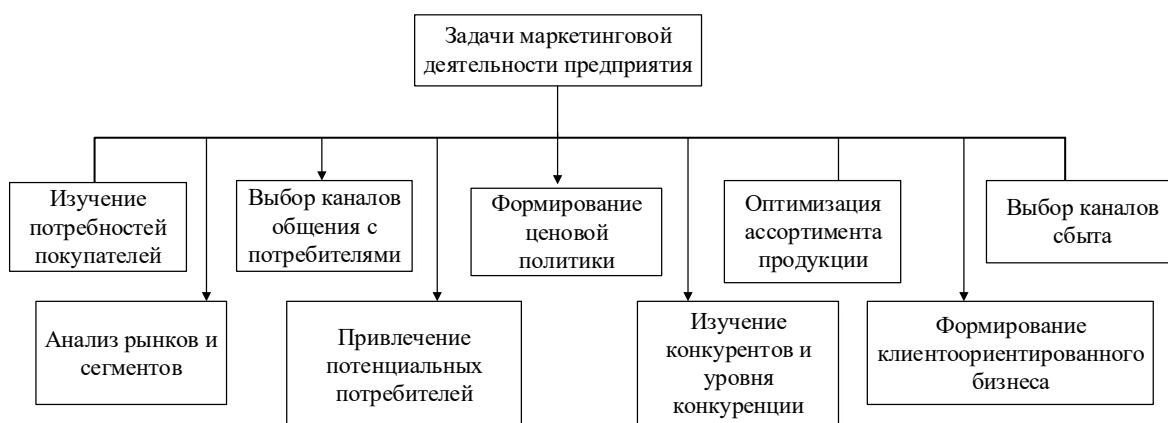 Задачи маркетинговой
деятельности предприятия
Изучение
потребностей
покупателей
Выбор каналов
общения с
потребителями
Формирование
ценовой
политики
Оптимизация
ассортимента
продукции
Выбор каналов
сбыта
Анализ рынков и
сегментов
Привлечение
потенциальных
потребителей
Изучение
конкурентов и
уровня
конкуренции
Формирование
клиентоориентированного
бизнеса